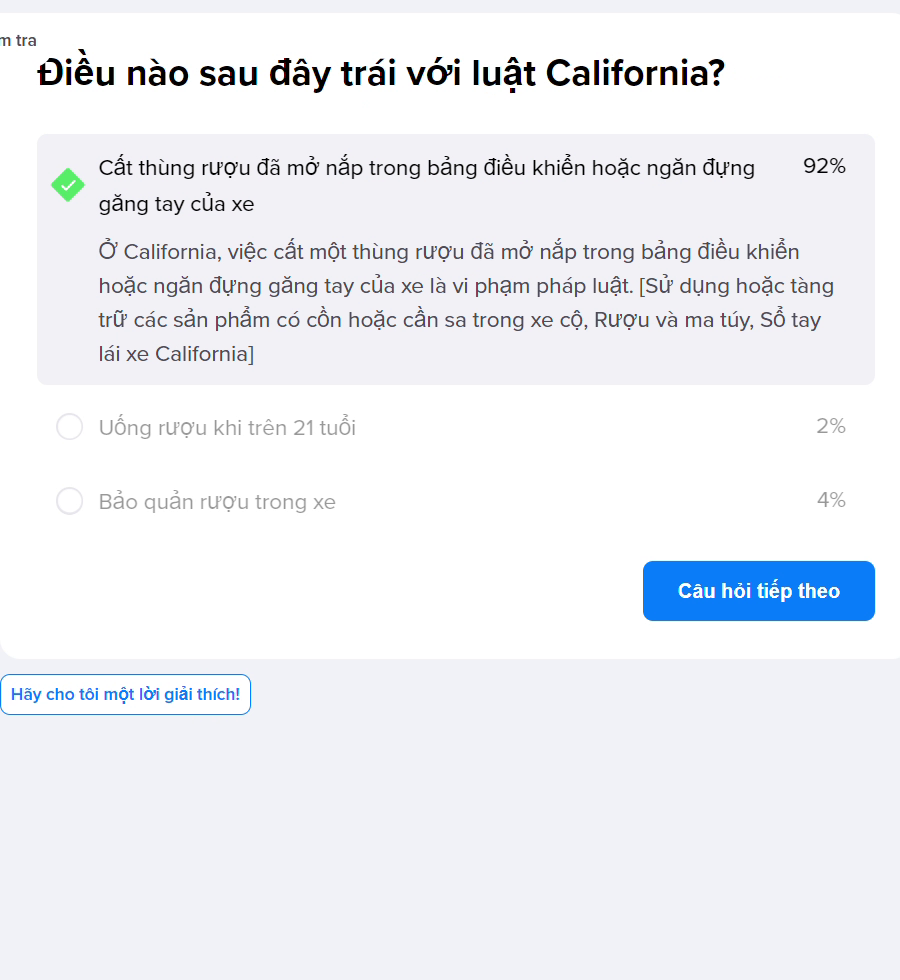 m tra
Điều nào sau đây trái với luật California?
Cất thùng rượu đã mở nắp trong bảng điều khiển hoặc ngăn đựng 92%
găng tay của xe
Ở California, việc cất một thùng rượu đã mở nắp trong bảng điều khiển
hoặc ngăn đựng găng tay của xe là vi phạm pháp luật. [Sử dụng hoặc tàng
trữ các sản phẩm có cồn hoặc cần sa trong xe cộ, Rượu và ma túy, Sổ tay
lái xe California]
Uống rượu khi trên 21 tuổi 2%
Bảo quản rượu trong xe 4%
Câu hỏi tiếp theo
Hãy cho tôi một lời giải thích!